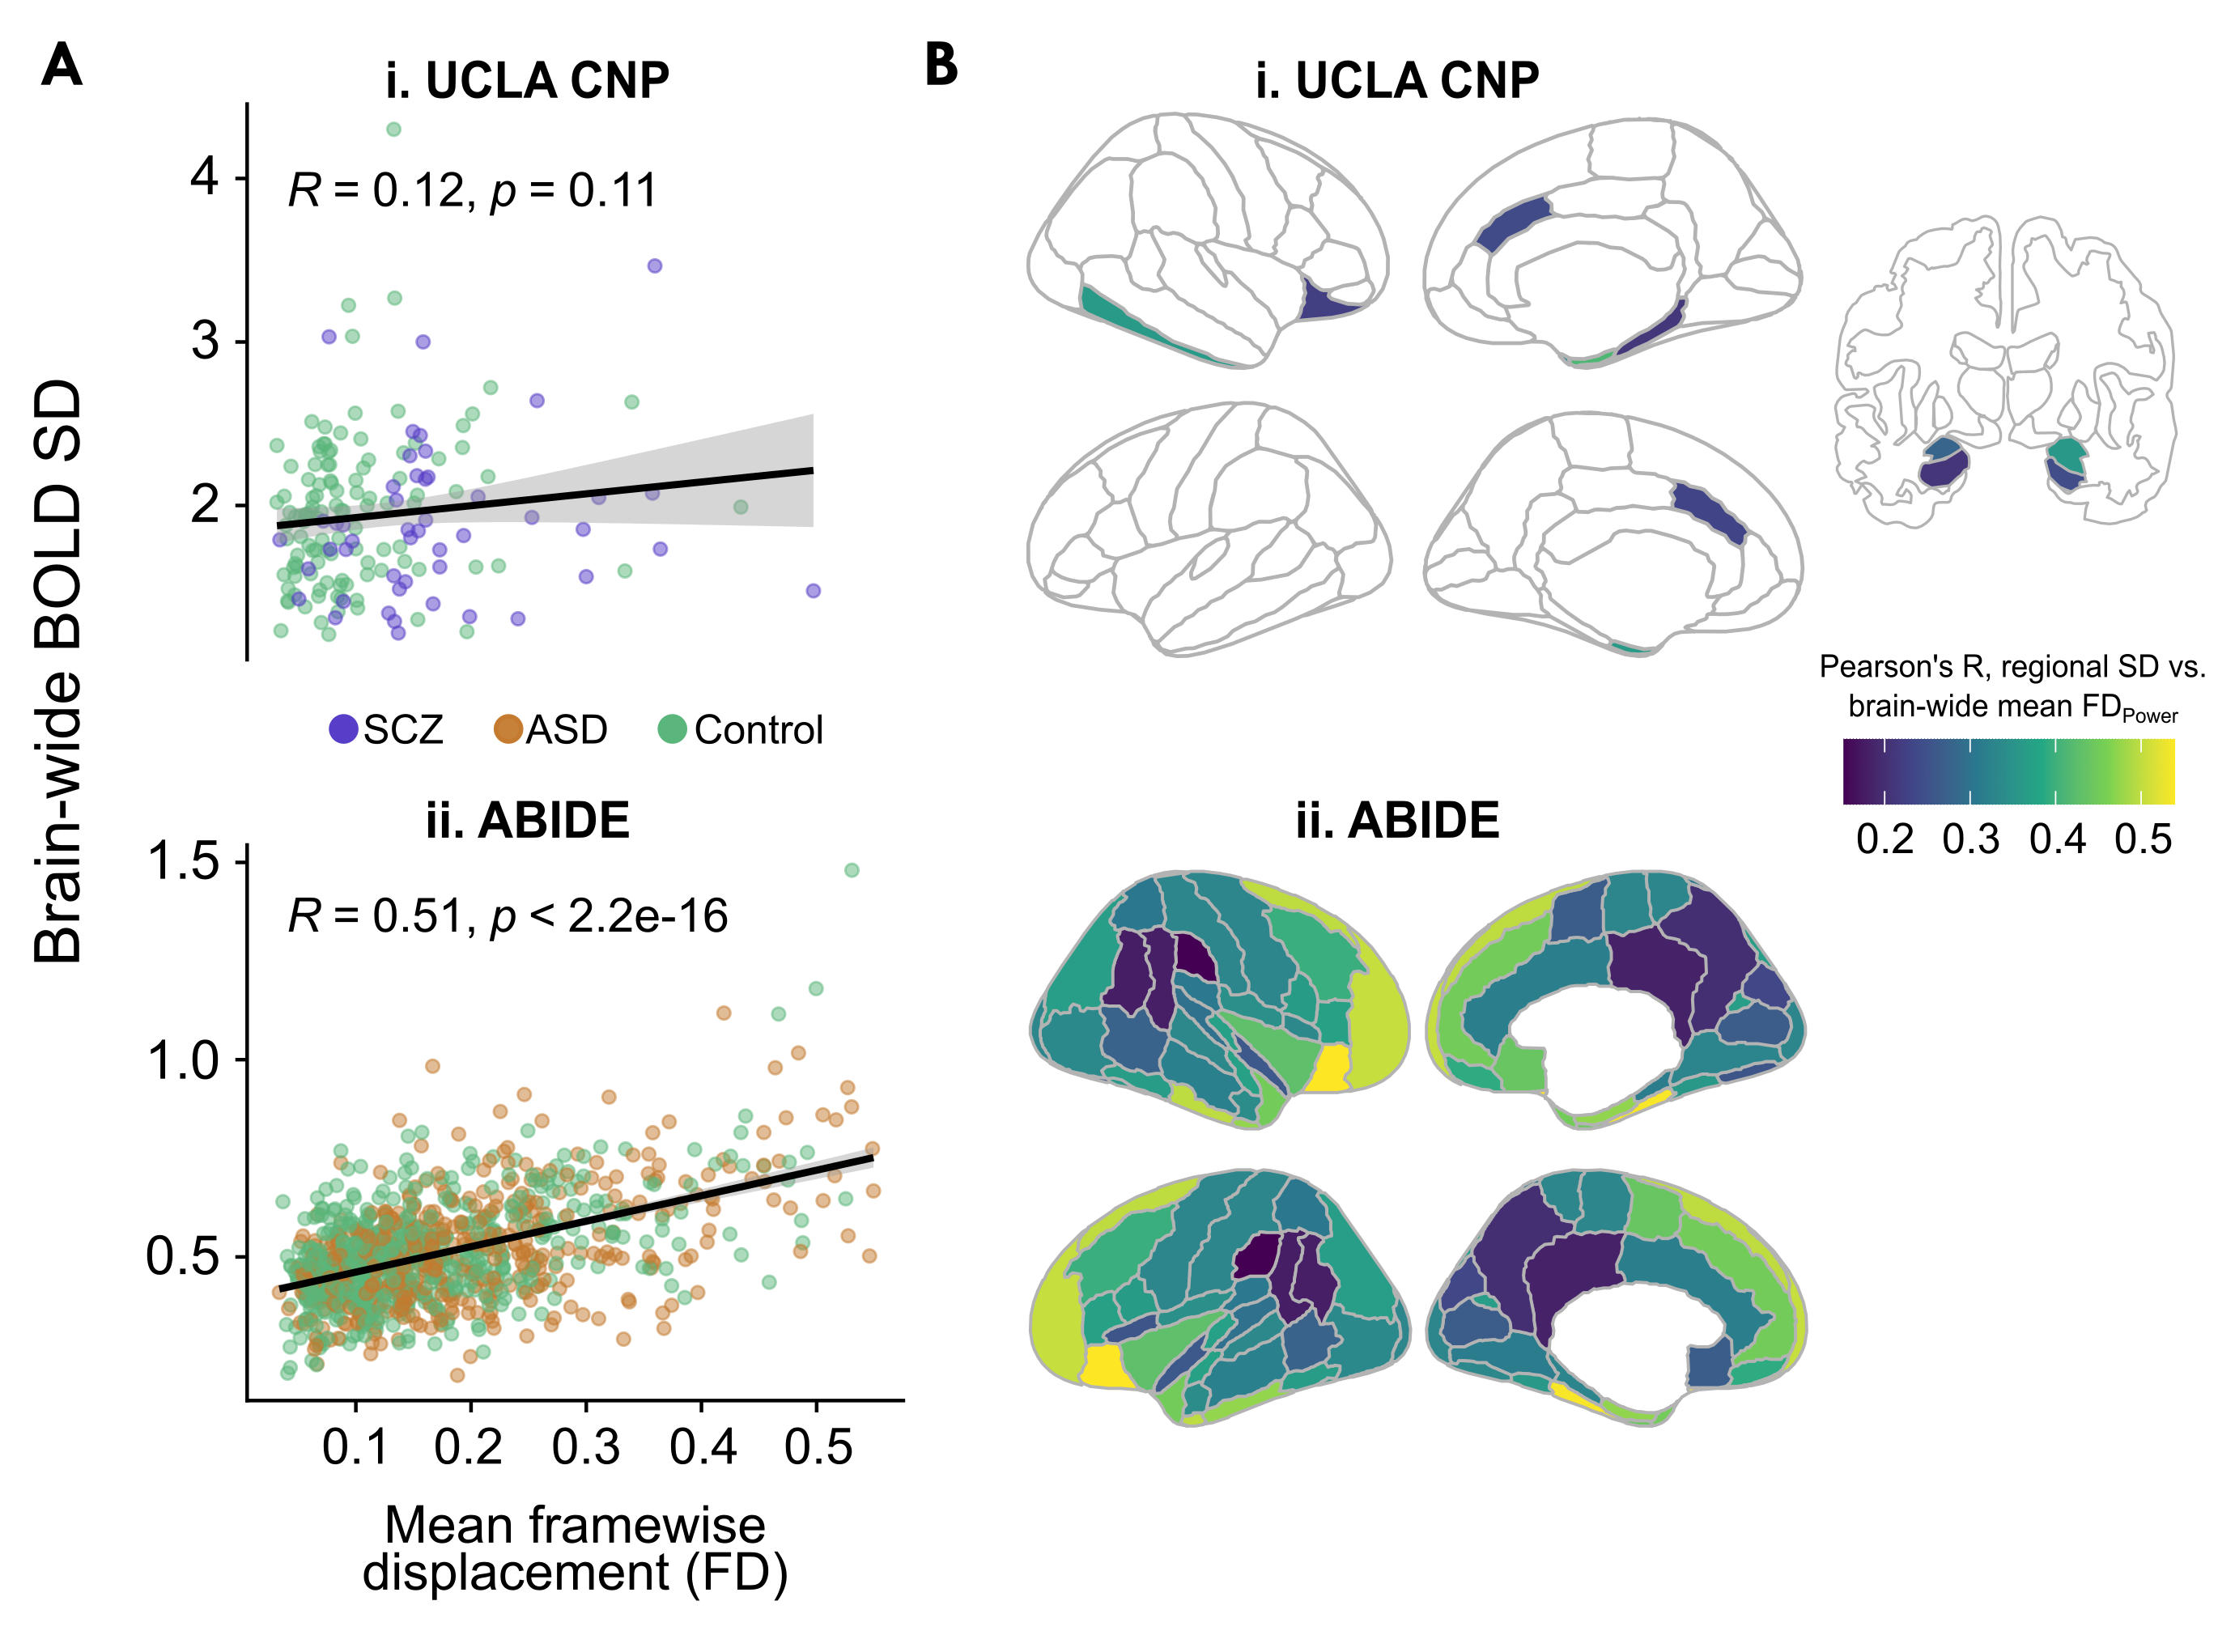 A
i. UCLA CNP
R = 0.12, p = 0.11
4
3
2
Brain-wide BOLD SD
SCZ ASD Control
ii. ABIDE
R = 0.51, p < 2.2e-16
1.5
1.0
0.5
0.1 0.2 0.3 0.4 0.5
Mean framewise
displacement (FD)
B
i. UCLA CNP
Pearson's R, regional SD vs.
brain-wide mean FDPower
0.2 0.3 0.4 0.5
ii. ABIDE